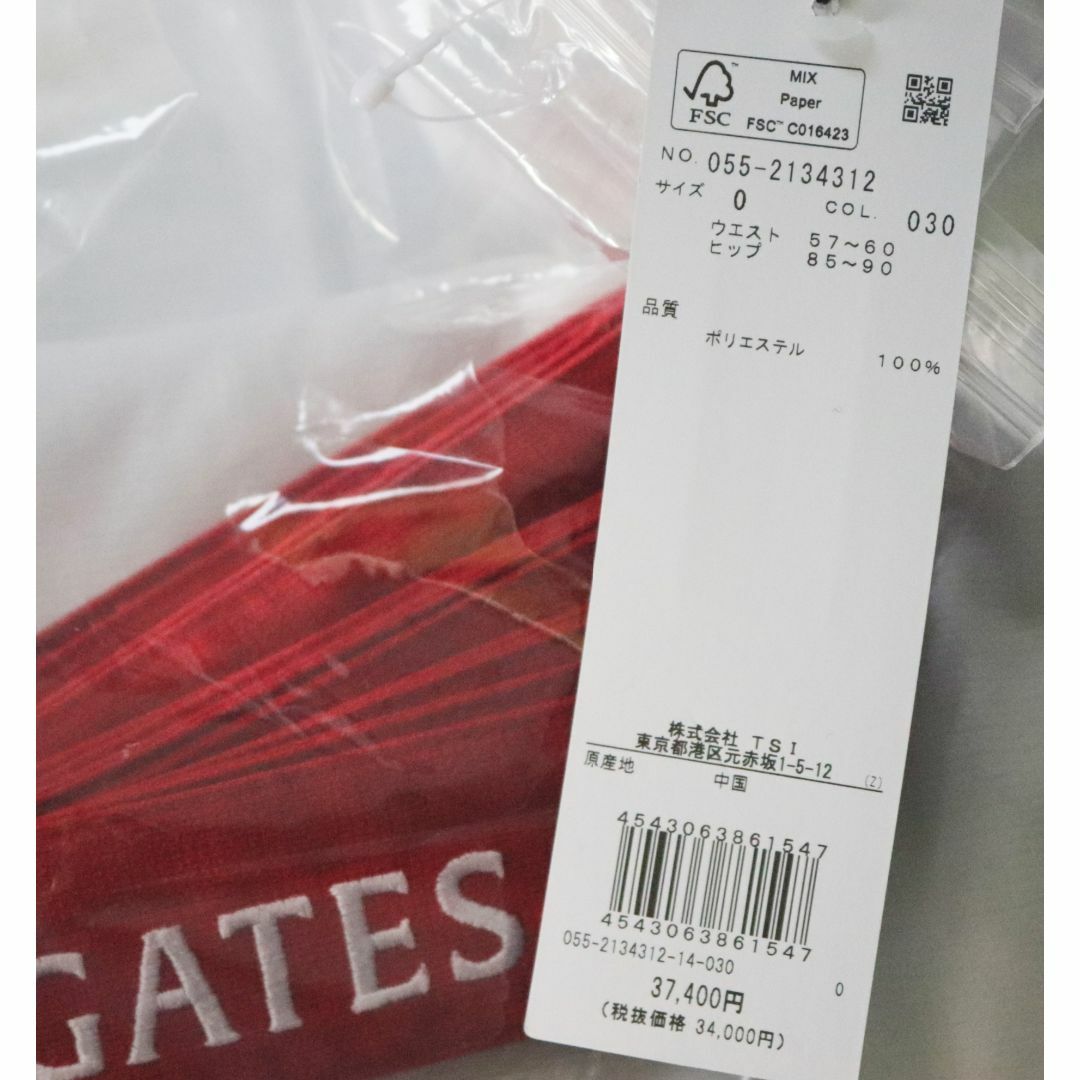 MIX
Paper
FSC™ C016423
FSC
NO. 055-2134312
サイズ 0 COL. 030
ウエスト 57～60
ヒップ 85～90
品質
ポリエステル 100%
株式会社 TSI
東京都港区元赤坂1-5-12 (Z)
原産地 中国
4543063861547
4543063861547
055-2134312-14-030
37,400円 0
(税抜価格 34,000円)
GATES